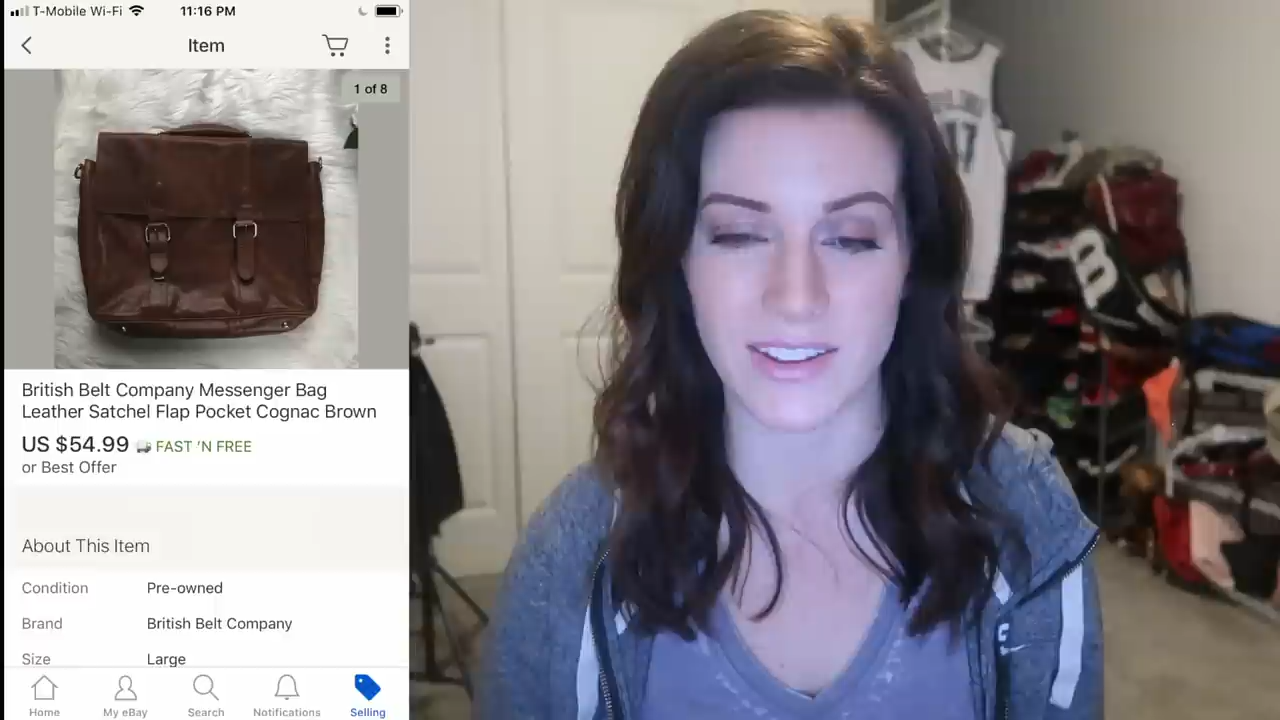 T-Mobile Wi-Fi 11:16 PM
Item
1 of 8
British Belt Company Messenger Bag
Leather Satchel Flap Pocket Cognac Brown
US $54.99 FAST 'N FREE
or Best Offer
About This Item
Condition Pre-owned
Brand British Belt Company
Size Large
Home My eBay Search Notifications Selling